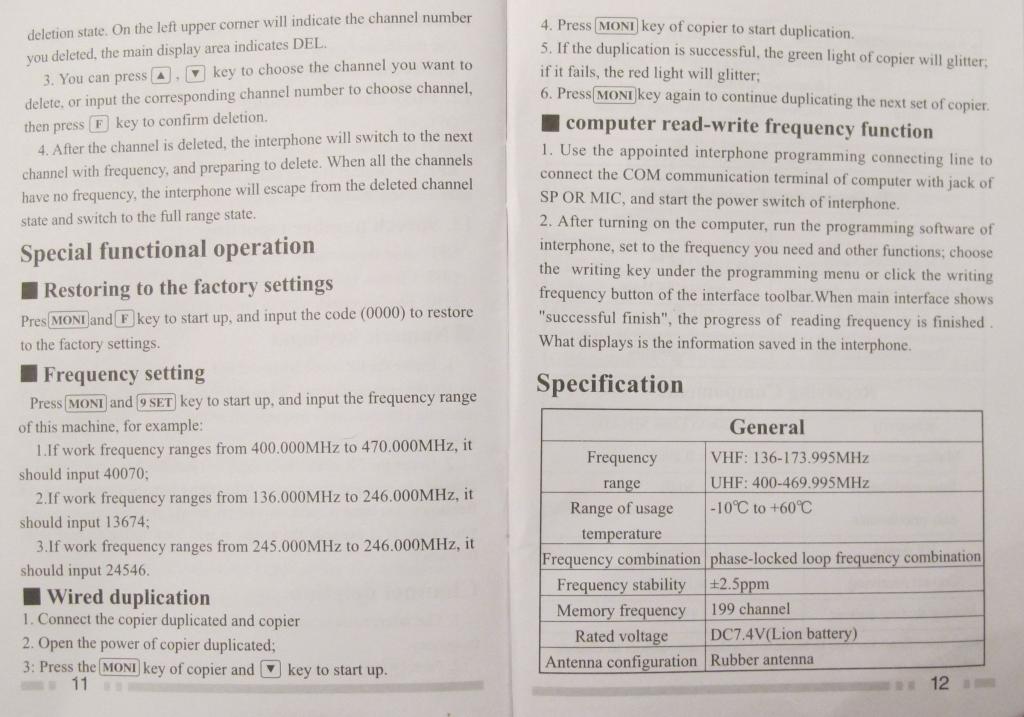 deletion state. On the left upper corner will indicate the channel number
you deleted, the main display area indicates DEL.
3. You can press ▲ , ▼ key to choose the channel you want to
delete, or input the corresponding channel number to choose channel,
then press F key to confirm deletion.
4. After the channel is deleted, the interphone will switch to the next
channel with frequency, and preparing to delete. When all the channels
have no frequency, the interphone will escape from the deleted channel
state and switch to the full range state.
Special functional operation
■ Restoring to the factory settings
Pres MONI and F key to start up, and input the code (0000) to restore
to the factory settings.
■ Frequency setting
Press MONI and 9 SET key to start up, and input the frequency range
of this machine, for example:
1.If work frequency ranges from 400.000MHz to 470.000MHz, it
should input 40070;
2.If work frequency ranges from 136.000MHz to 246.000MHz, it
should input 13674;
3.If work frequency ranges from 245.000MHz to 246.000MHz, it
should input 24546.
■ Wired duplication
1. Connect the copier duplicated and copier
2. Open the power of copier duplicated;
3: Press the MONI key of copier and ▼ key to start up.
11
4. Press MONI key of copier to start duplication.
5. If the duplication is successful, the green light of copier will glitter;
if it fails, the red light will glitter;
6. Press MONI key again to continue duplicating the next set of copier.
■ computer read-write frequency function
1. Use the appointed interphone programming connecting line to
connect the COM communication terminal of computer with jack of
SP OR MIC, and start the power switch of interphone.
2. After turning on the computer, run the programming software of
interphone, set to the frequency you need and other functions; choose
the writing key under the programming menu or click the writing
frequency button of the interface toolbar.When main interface shows
"successful finish", the progress of reading frequency is finished .
What displays is the information saved in the interphone.
Specification
General
Frequency VHF: 136-173.995MHz
range UHF: 400-469.995MHz
Range of usage -10℃ to +60℃
temperature
Frequency combination phase-locked loop frequency combination
Frequency stability ±2.5ppm
Memory frequency 199 channel
Rated voltage DC7.4V(Lion battery)
Antenna configuration Rubber antenna
12